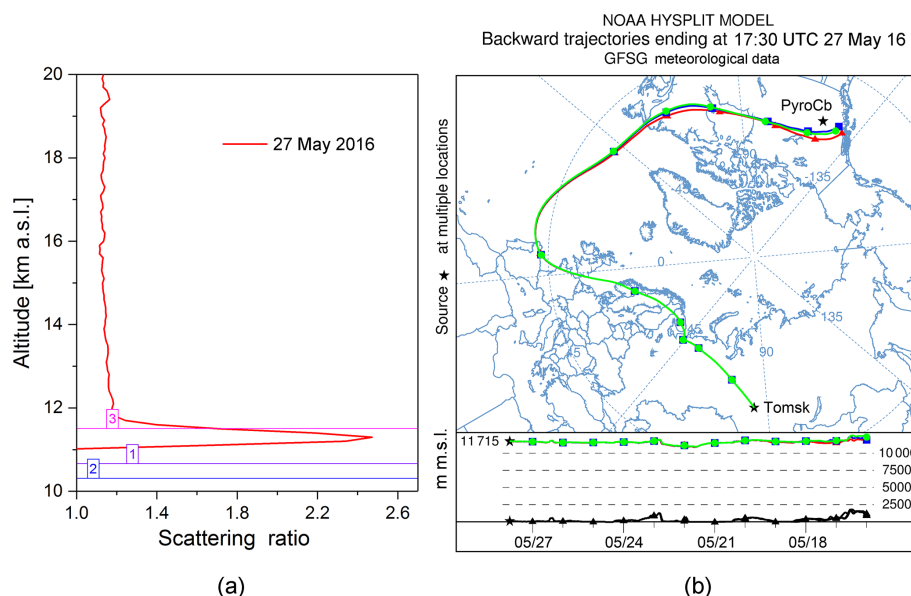 NOAA HYSPLIT MODEL
Backward trajectories ending at 17:30 UTC 27 May 16
GFSG meteorological data
20
18
16
14
12
10
Altitude [km a.s.l.]
27 May 2016
3
1
2
1.0
1.4
1.8
2.2
2.6
Scattering ratio
(a)
Source ★ at multiple locations
PyroCb
-90
-135
0
45
45
135
90
Tomsk
m m.s.l.
11 715
10 000
7500
5000
2500
05/27
05/24
05/21
05/18
(b)